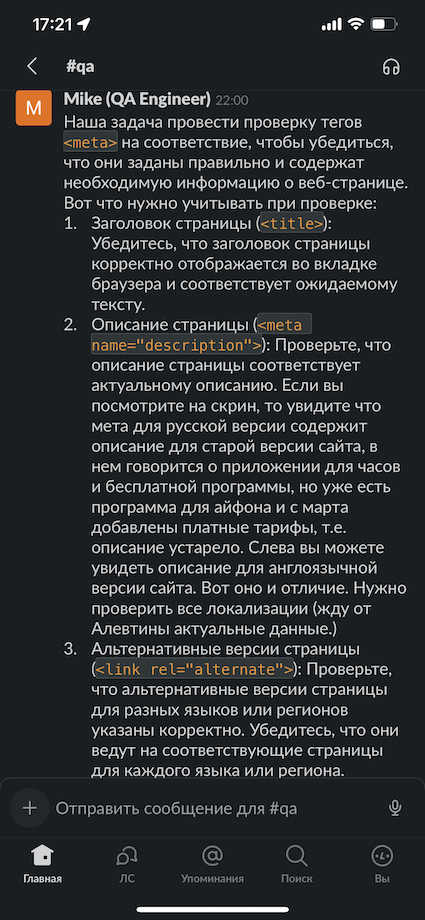 17:21
#qa
M
Mike (QA Engineer) 22:00
Наша задача провести проверку тегов
<meta> на соответствие, чтобы убедиться,
что они заданы правильно и содержат
необходимую информацию о веб-странице.
Вот что нужно учитывать при проверке:
1. Заголовок страницы (<title>):
Убедитесь, что заголовок страницы
корректно отображается во вкладке
браузера и соответствует ожидаемому
тексту.
2. Описание страницы (<meta
name="description">): Проверьте, что
описание страницы соответствует
актуальному описанию. Если вы
посмотрите на скрин, то увидите что
мета для русской версии содержит
описание для старой версии сайта, в
нем говорится о приложении для часов
и бесплатной программы, но уже есть
программа для айфона и с марта
добавлены платные тарифы, т.е.
описание устарело. Слева вы можете
увидеть описание для англоязычной
версии сайта. Вот оно и отличие. Нужно
проверить все локализации (жду от
Алевтины актуальные данные.)
3. Альтернативные версии страницы
(<link rel="alternate">): Проверьте,
что альтернативные версии страницы
для разных языков или регионов
указаны корректно. Убедитесь, что они
ведут на соответствующие страницы
для каждого языка или региона.
Отправить сообщение для #qa
Главная
ЛС
Упоминания
Поиск
Вы